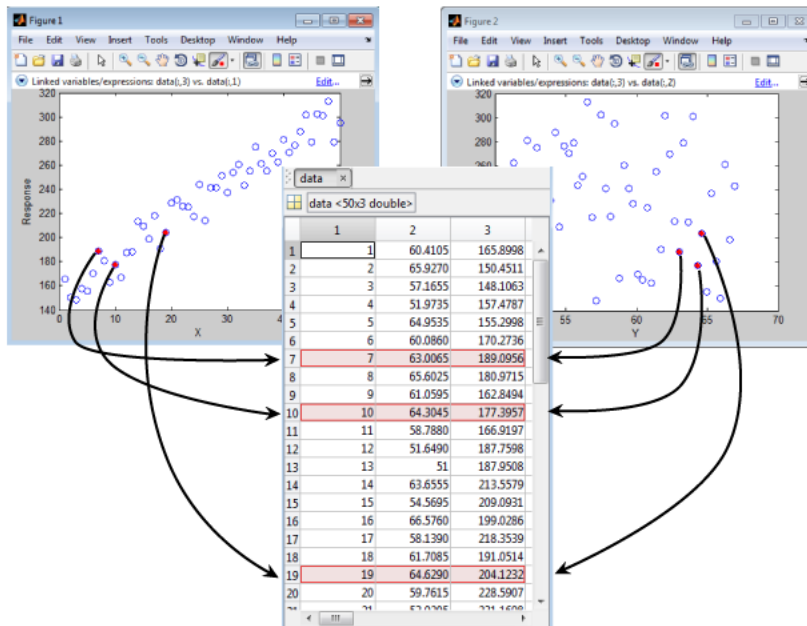 Figure 1
File Edit View Insert Tools Desktop Window Help
Linked variables/expressions: data(:,3) vs. data(:,1) Edit...
320
300
280
260
240
220
200
180
160
140
Response
0 10 20 30
X
Figure 2
File Edit View Insert Tools Desktop Window Help
Linked variables/expressions: data(:,3) vs. data(:,2) Edit...
320
300
280
260
55 60 65 70
Y
data ×
data <50x3 double>
1 2 3
1 1 60.4105 165.8998
2 2 65.9270 150.4511
3 3 57.1655 148.1063
4 4 51.9735 157.4787
5 5 64.9535 155.2998
6 6 60.0860 170.2736
7 7 63.0065 189.0956
8 8 65.6025 180.9715
9 9 61.0595 162.8494
10 10 64.3045 177.3957
11 11 58.7880 166.9197
12 12 51.6490 187.7598
13 13 51 187.9508
14 14 63.6555 213.5579
15 15 54.5695 209.0931
16 16 66.5760 199.0286
17 17 58.1390 218.3539
18 18 61.7085 191.0514
19 19 64.6290 204.1232
20 20 59.7615 228.5907